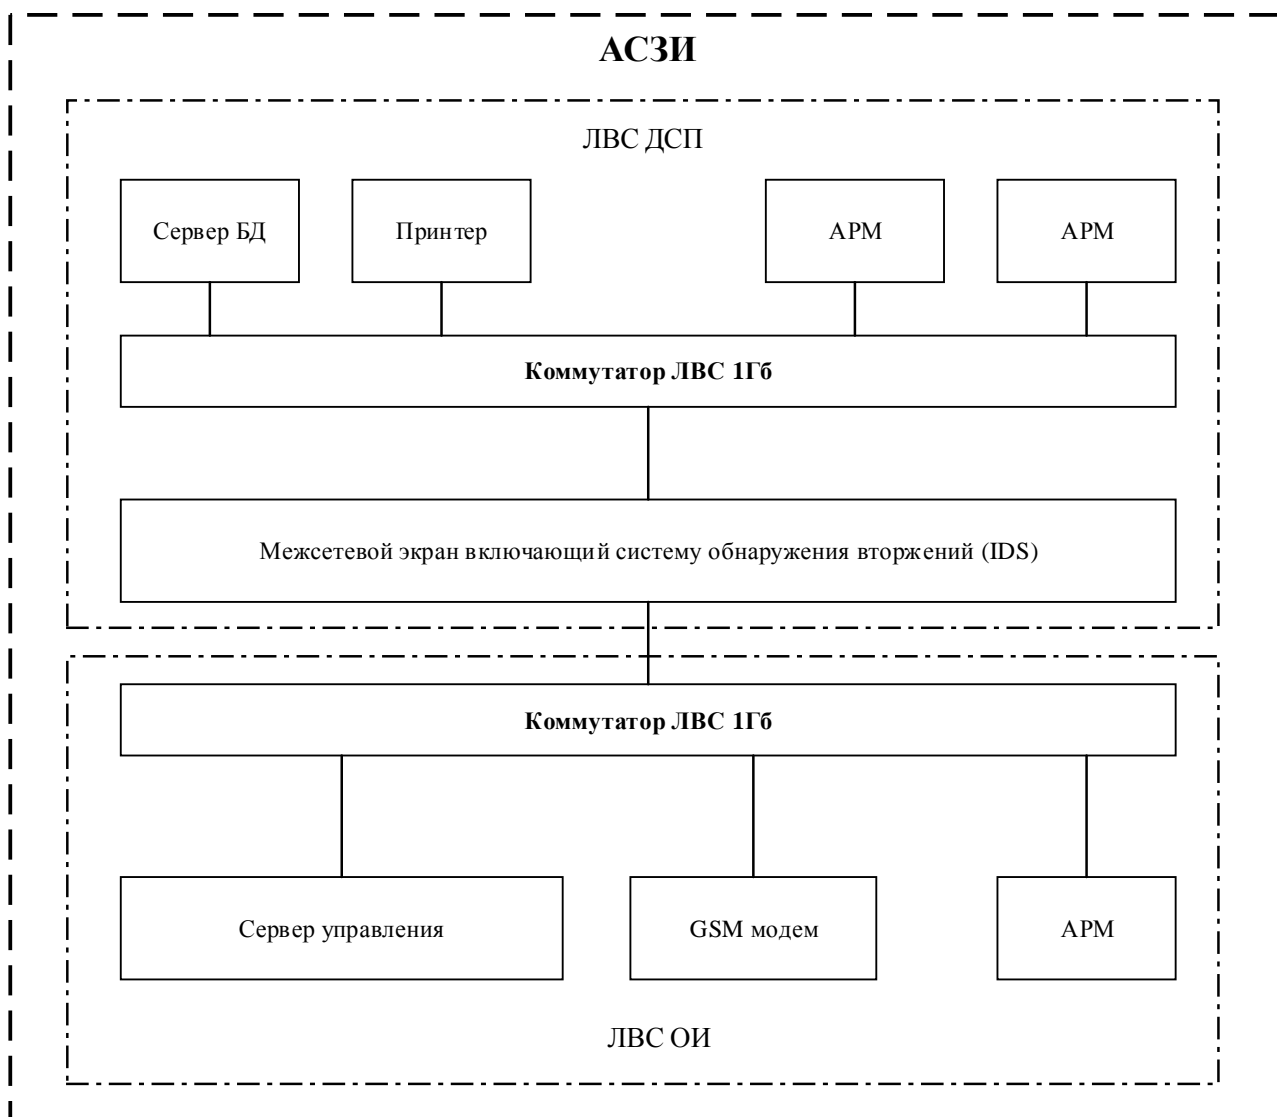 АСЗИ
ЛВС ДСП
Сервер БД
Принтер
АРМ
АРМ
Коммутатор ЛВС 1Гб
Межсетевой экран включающий систему обнаружения вторжений (IDS)
Коммутатор ЛВС 1Гб
Сервер управления
GSM модем
АРМ
ЛВС ОИ